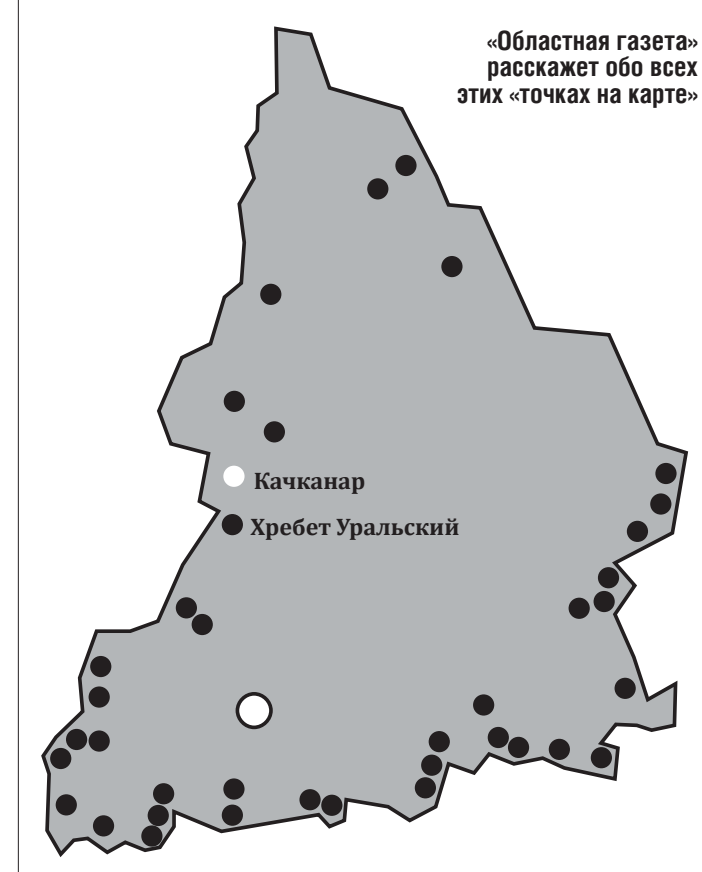 «Областная газета»
расскажет обо всех
этих «точках на карте»
Качканар
Хребет Уральский